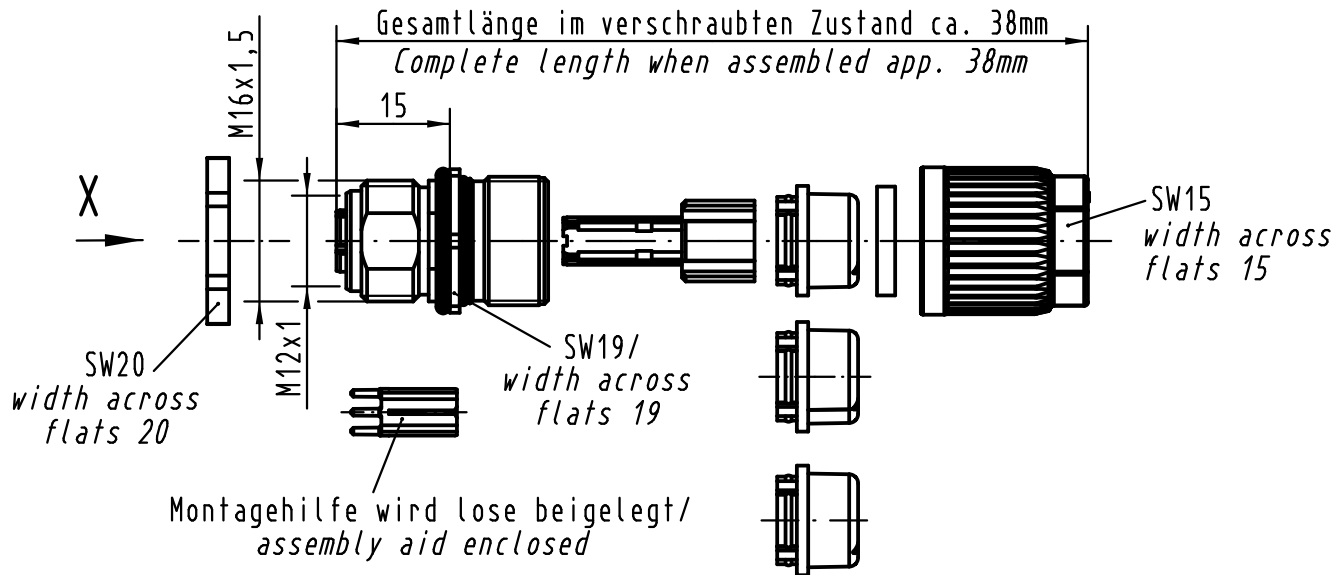 Gesamtlänge im verschraubten Zustand ca. 38mm
Complete length when assembled app. 38mm
M16x1,5
15
X
M12x1
SW15
width across
flats 15
SW20
width across
flats 20
SW19/
width across
flats 19
Montagehilfe wird lose beigelegt/
assembly aid enclosed